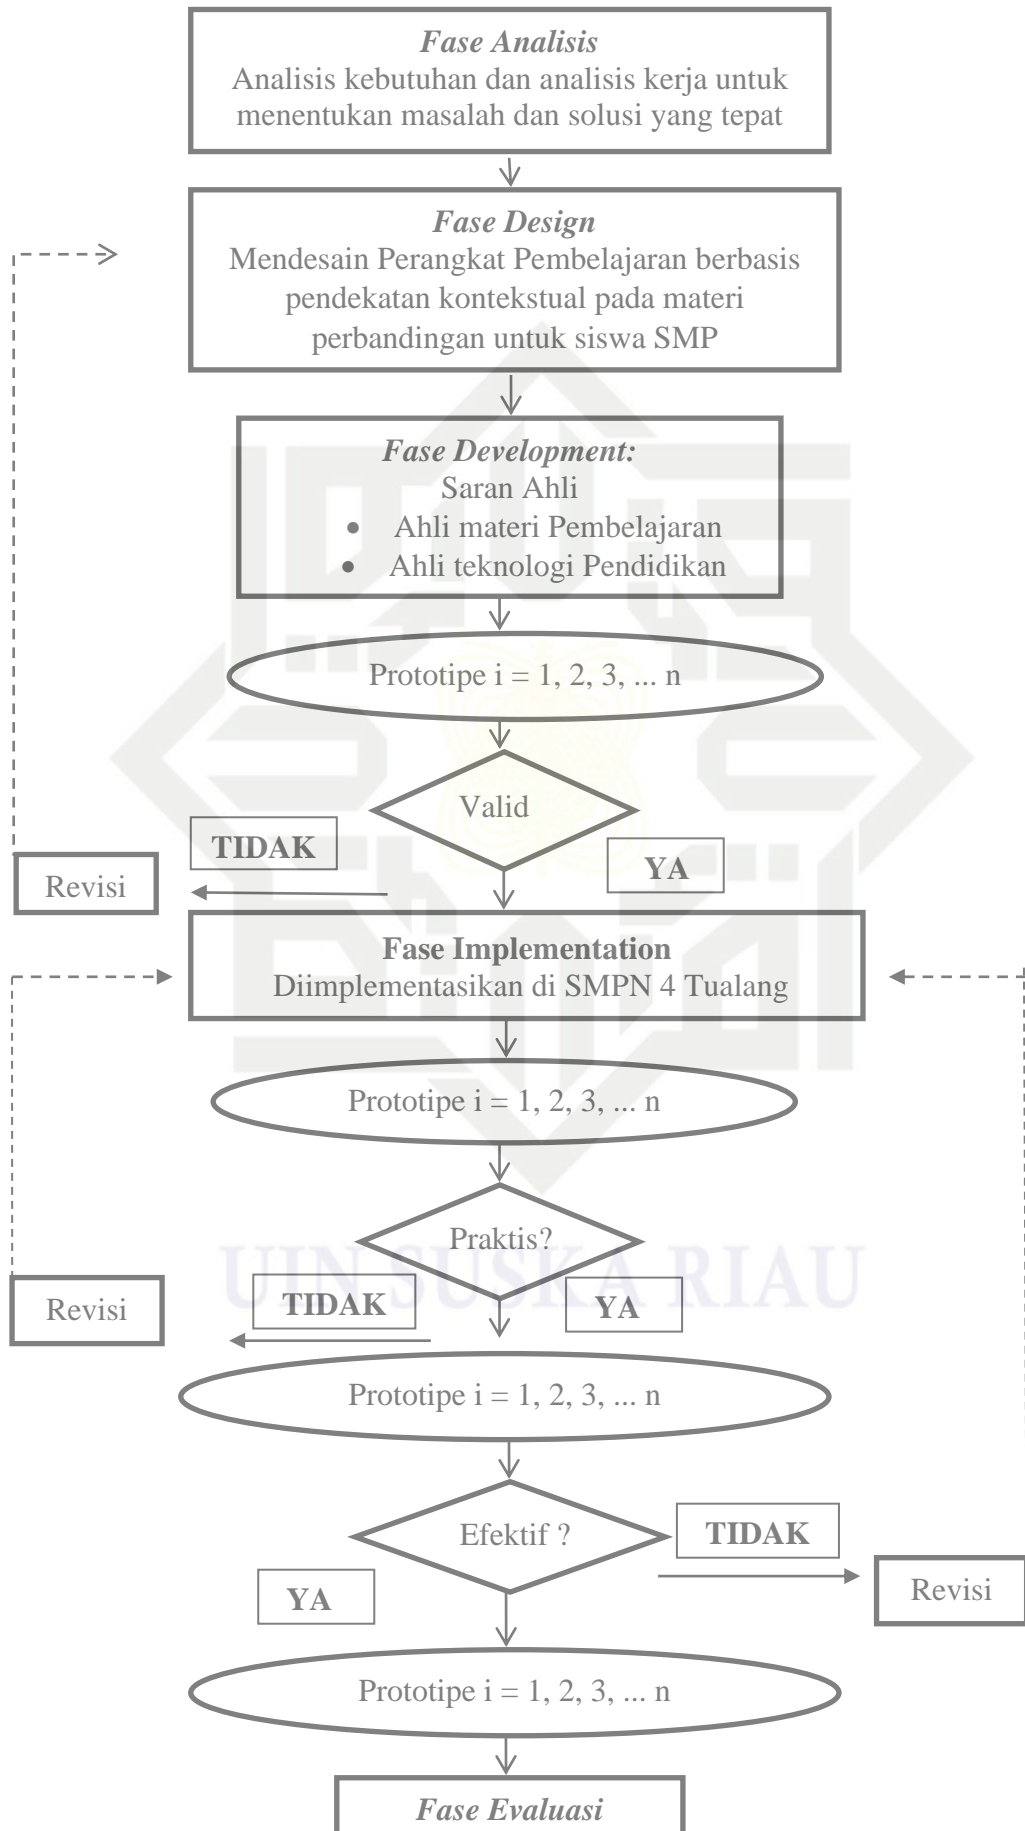 Fase Analisis
Analisis kebutuhan dan analisis kerja untuk
menentukan masalah dan solusi yang tepat
Fase Design
Mendesain Perangkat Pembelajaran berbasis
pendekatan kontekstual pada materi
perbandingan untuk siswa SMP
Fase Development:
Saran Ahli
• Ahli materi Pembelajaran
• Ahli teknologi Pendidikan
Prototipe i = 1, 2, 3, ... n
Valid
TIDAK
YA
Revisi
Fase Implementation
Diimplementasikan di SMPN 4 Tualang
Prototipe i = 1, 2, 3, ... n
Praktis?
UIN SUSKA RIAU
TIDAK
YA
Revisi
Prototipe i = 1, 2, 3, ... n
Efektif ?
TIDAK
YA
Revisi
Prototipe i = 1, 2, 3, ... n
Fase Evaluasi